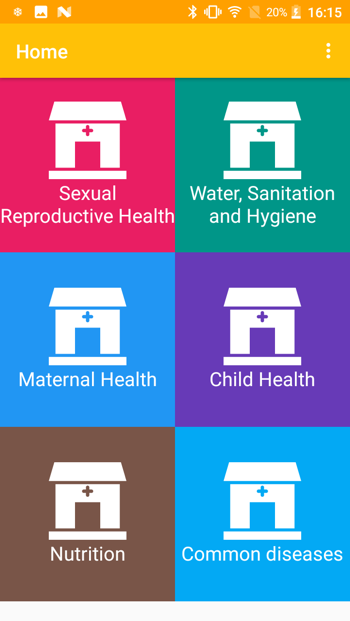 20% 16:15
Home
Sexual
Reproductive Health
Water, Sanitation
and Hygiene
Maternal Health
Child Health
Nutrition
Common diseases